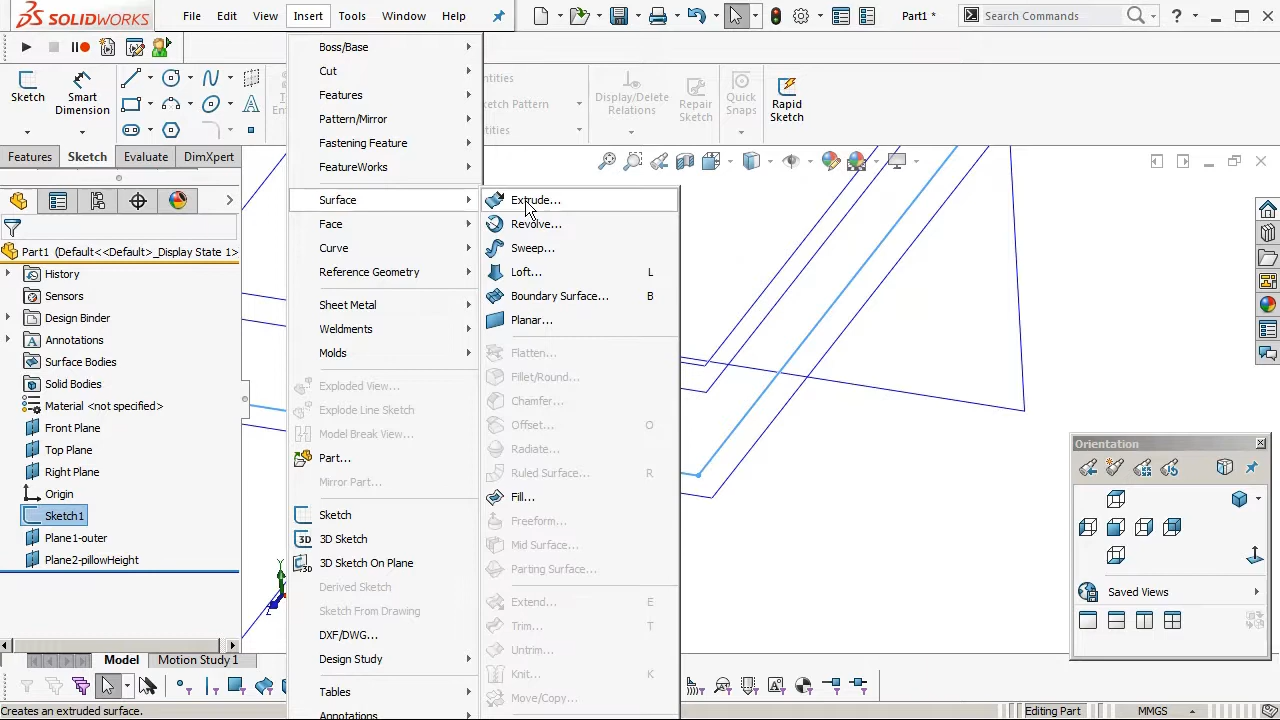 SOLIDWORKS
File Edit View Insert Tools Window Help
Part1 *
Search Commands
Sketch Smart Dimension
Display/Delete Relations
Repair Sketch
Quick Snaps
Rapid Sketch
ntities
ketch Pattern
ntities
Features Sketch Evaluate DimXpert
Part1 (Default<<Default>_Display State 1>
History
Sensors
Design Binder
Annotations
Surface Bodies
Solid Bodies
Material <not specified>
Front Plane
Top Plane
Right Plane
Origin
Sketch1
Plane1-outer
Plane2-pillowHeight
Boss/Base
Cut
Features
Pattern/Mirror
Fastening Feature
FeatureWorks
Surface
Face
Curve
Reference Geometry
Sheet Metal
Weldments
Molds
Exploded View...
Explode Line Sketch
Model Break View...
Part...
Mirror Part...
Sketch
3D Sketch
3D Sketch On Plane
Derived Sketch
Sketch From Drawing
DXF/DWG...
Design Study
Tables
Annotations
Extrude...
Revolve...
Sweep...
Loft... L
Boundary Surface... B
Planar...
Flatten...
Fillet/Round...
Chamfer...
Offset... O
Radiate...
Ruled Surface... R
Fill...
Freeform...
Mid Surface...
Parting Surface...
Extend... E
Trim... T
Untrim...
Knit... K
Move/Copy...
Orientation
Saved Views
Model Motion Study 1
Creates an extruded surface.
Editing Part
MMGS